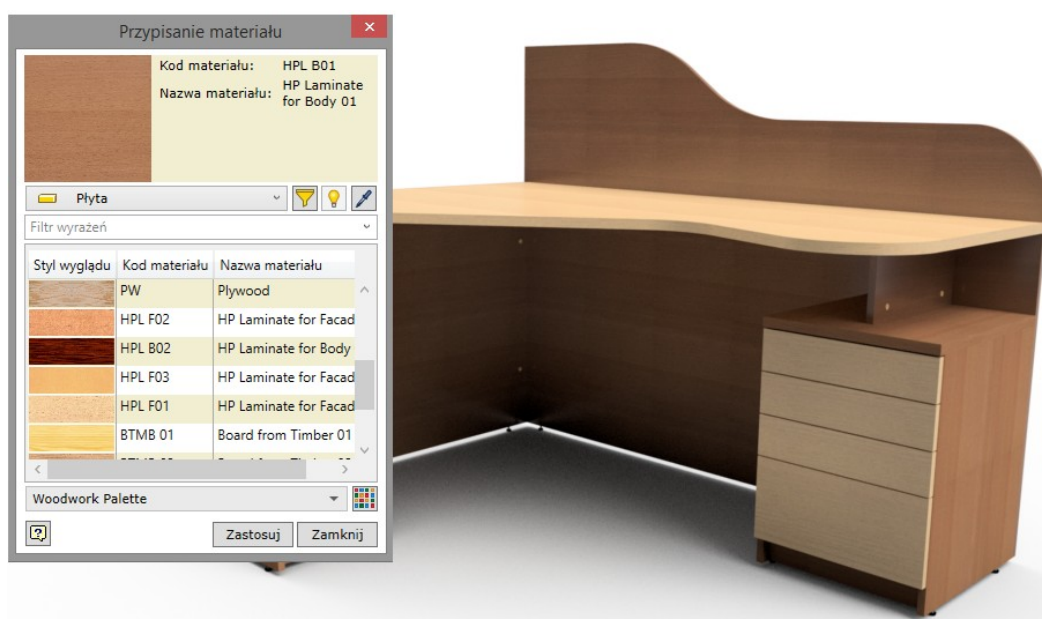 Przypisanie materiału
Kod materiału: HPL B01
Nazwa materiału: HP Laminate
for Body 01
Płyta
Filtr wyrażeń
Styl wyglądu Kod materiału Nazwa materiału
PW Plywood
HPL F02 HP Laminate for Facad
HPL B02 HP Laminate for Body
HPL F03 HP Laminate for Facad
HPL F01 HP Laminate for Facad
BTMB 01 Board from Timber 01
Woodwork Palette
Zastosuj Zamknij